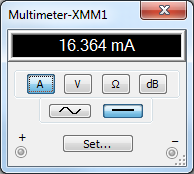 Multimeter-XMM1
16.364 mA
A V Ω dB
Set...
+ −